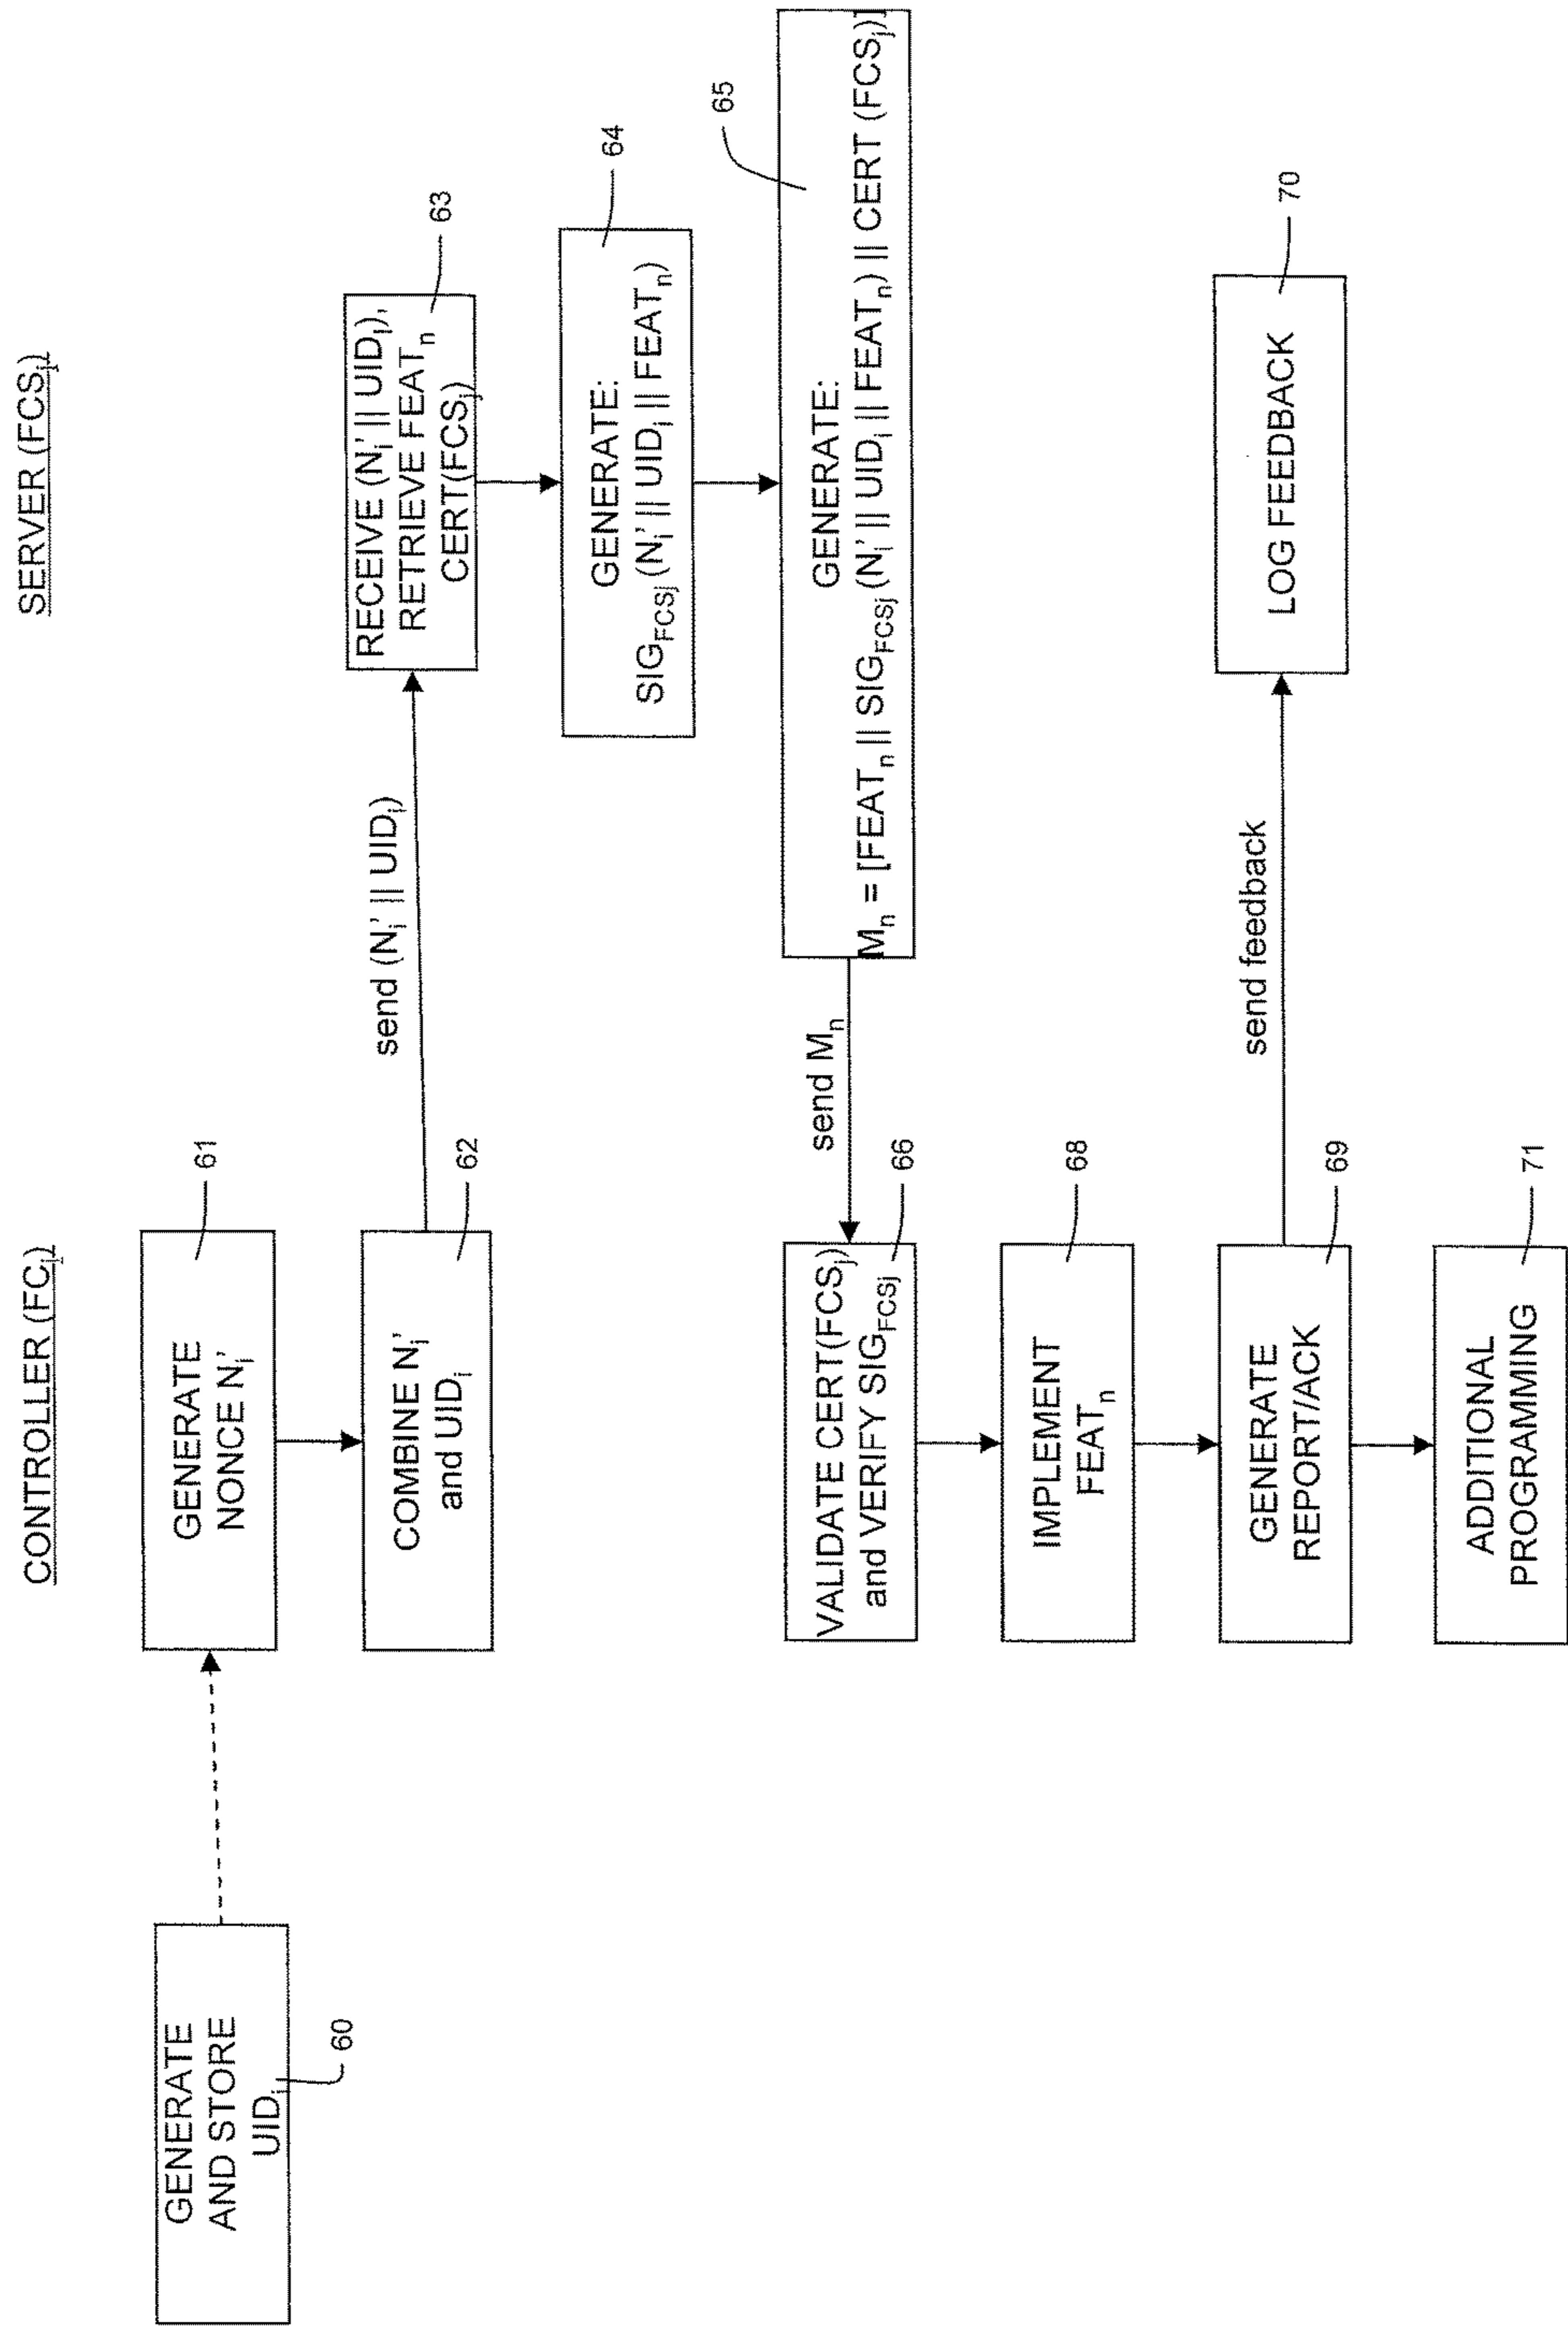 CONTROLLER (FCᵢ)
SERVER (FCSⱼ)
GENERATE
AND STORE
UIDᵢ
60
GENERATE
NONCE Nᵢ’
61
COMBINE Nᵢ’
and UIDᵢ
62
send (Nᵢ’ || UIDᵢ)
RECEIVE (Nᵢ’ || UIDᵢ),
RETRIEVE FEATₙ
CERT(FCSⱼ)
63
GENERATE:
SIG_FCSj (Nᵢ’ || UIDᵢ || FEATₙ)
64
GENERATE:
Mₙ = [FEATₙ || SIG_FCSj (Nᵢ’ || UIDᵢ || FEATₙ) || CERT (FCSⱼ)]
65
send Mₙ
VALIDATE CERT(FCSⱼ)
and VERIFY SIG_FCSj
66
IMPLEMENT
FEATₙ
68
GENERATE
REPORT/ACK
69
send feedback
LOG FEEDBACK
70
ADDITIONAL
PROGRAMMING
71